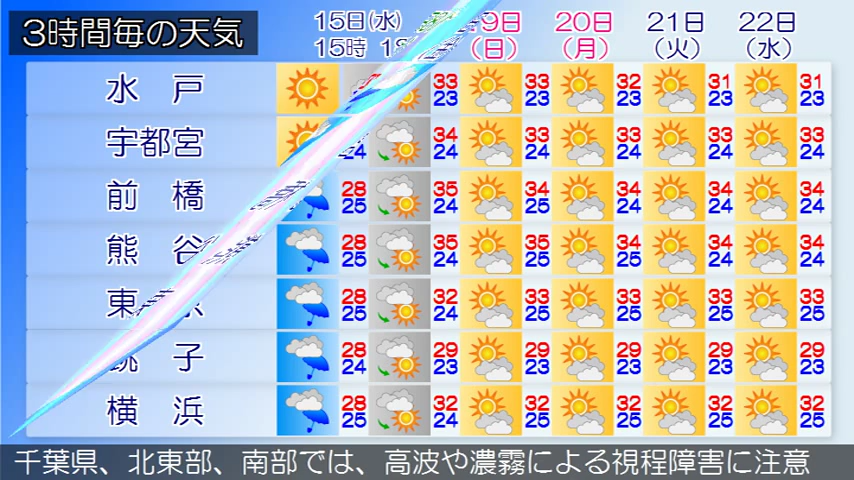 3時間毎の天気
15日(水) 19日 20日 21日 22日
15時 (日) (月) (火) (水)
水戸 33 23 33 23 32 23 31 23 31 23
宇都宮 24 34 24 33 24 33 24 33 24 33 24
前橋 28 25 35 24 34 25 34 24 34 24 34 24
熊谷 28 25 35 24 35 25 34 25 34 24 34 24
東京 28 25 32 24 33 25 33 25 33 25 33 25
銚子 28 24 29 23 29 23 29 23 29 23 29 23
横浜 28 25 32 24 32 25 32 25 32 25 32 25
千葉県、北東部、南部では、高波や濃霧による視程障害に注意